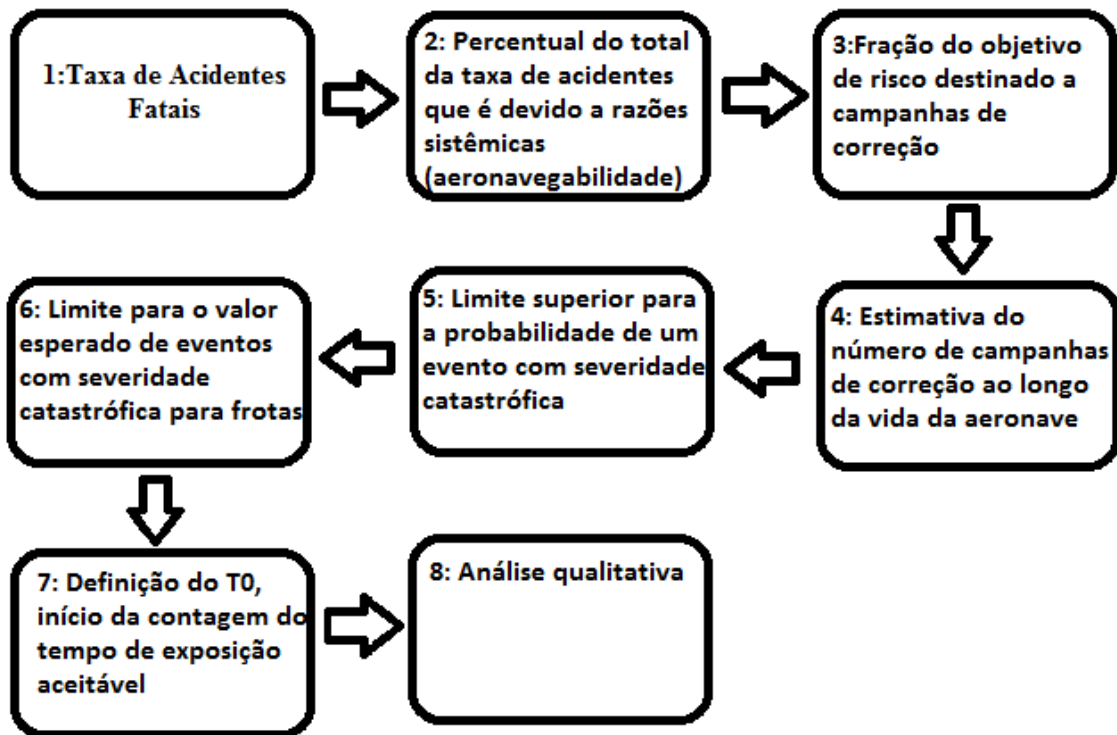 1:Taxa de Acidentes
Fatais
2: Percentual do total
da taxa de acidentes
que é devido a razões
sistêmicas
(aeronavegabilidade)
3:Fração do objetivo
de risco destinado a
campanhas de
correção
4: Estimativa do
número de campanhas
de correção ao longo
da vida da aeronave
5: Limite superior para
a probabilidade de um
evento com severidade
catastrófica
6: Limite para o valor
esperado de eventos
com severidade
catastrófica para frotas
7: Definição do T0,
início da contagem do
tempo de exposição
aceitável
8: Análise qualitativa